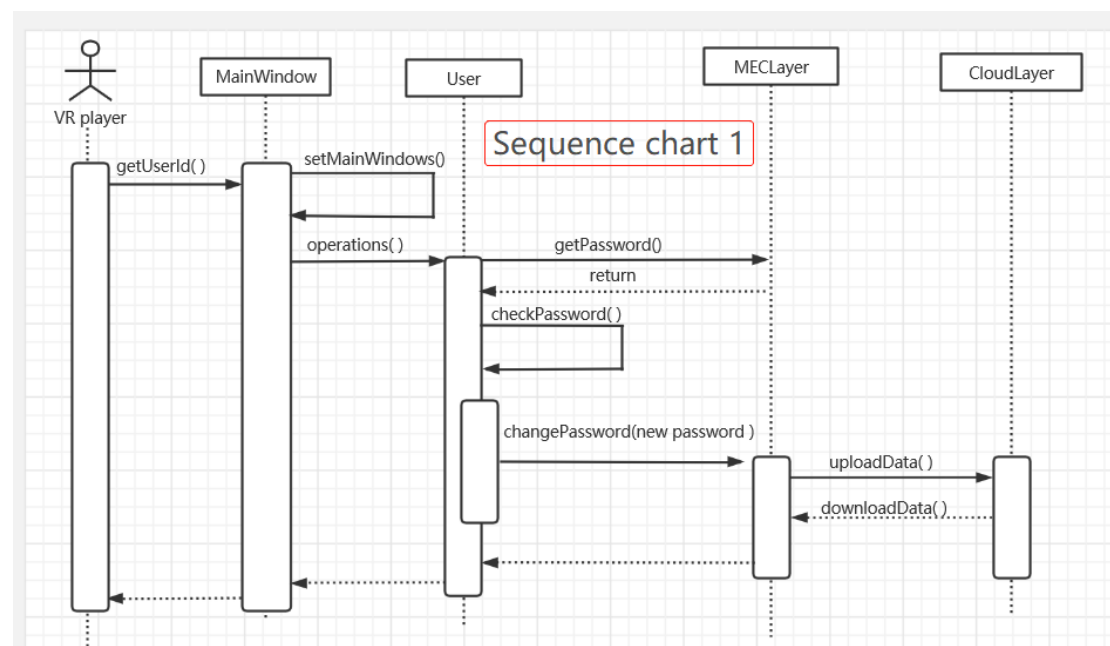 MainWindow
User
MECLayer
CloudLayer
VR player
Sequence chart 1
getUserId( )
setMainWindows()
operations( )
getPassword()
return
checkPassword( )
changePassword(new password )
uploadData( )
downloadData( )